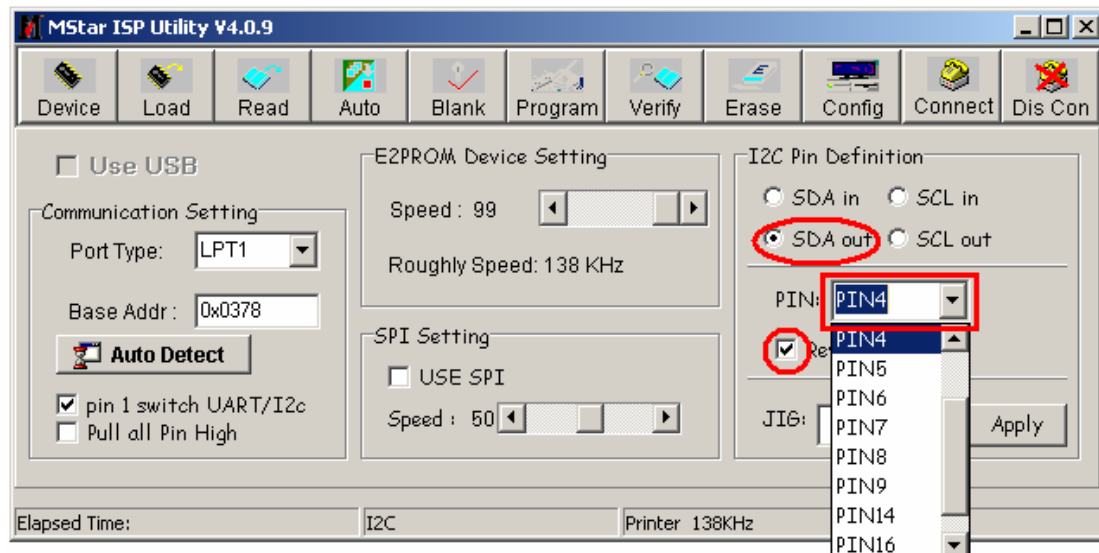 MStar ISP Utility V4.0.9
Device Load Read Auto Blank Program Verify Erase Config Connect Dis Con
Use USB
Communication Setting
Port Type: LPT1
Base Addr : 0x0378
Auto Detect
pin 1 switch UART/I2c
Pull all Pin High
E2PROM Device Setting
Speed : 99
Roughly Speed: 138 KHz
SPI Setting
USE SPI
Speed : 50
I2C Pin Definition
SDA in SCL in
SDA out SCL out
PIN: PIN4
PIN4
PIN5
PIN6
PIN7
PIN8
PIN9
PIN14
PIN16
JIG: Apply
Elapsed Time: I2C Printer 138KHz